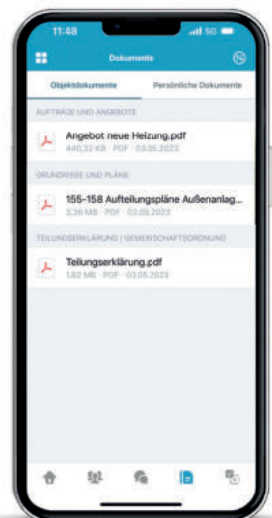 11:48
5G
Dokumente
Objektdokumente
Persönliche Dokumente
AUFTRÄGE UND ANGEBOTE
Angebot neue Heizung.pdf
440,32 KB · PDF · 03.05.2023
GRUNDRISSE UND PLÄNE
155-158 Aufteilungspläne Außenanlag...
3,36 MB · PDF · 03.05.2023
TEILUNGSERKLÄRUNG / GEMEINSCHAFTSORDNUNG
Teilungserklärung.pdf
1,82 MB · PDF · 03.05.2023